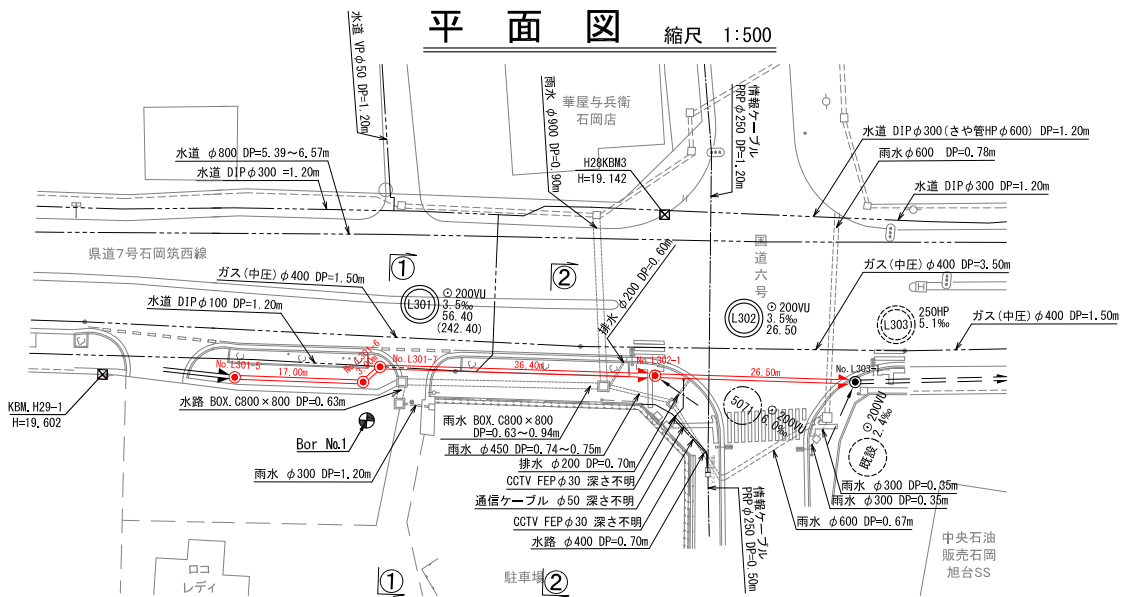 平面図 縮尺 1:500
水道 VPφ50 DP=1.20m
雨水 φ900 DP=0.90m
華屋与兵衛
石岡店
情報ケーブル
PRPφ250 DP=1.20m
水道 φ800 DP=5.39～6.57m
水道 DIPφ300 =1.20m
H28KBM3
H=19.142
水道 DIPφ300(さや管HPφ600) DP=1.20m
雨水φ600 DP=0.78m
水道 DIPφ300 DP=1.20m
県道7号石岡筑西線
国道六号
①
②
ガス(中圧)φ400 DP=1.50m
水道 DIPφ100 DP=1.20m
L301
⊙200VU
3.5‰
56.40
(242.40)
排水 φ200 DP=0.60m
L302
⊙200VU
3.5‰
26.50
ガス(中圧)φ400 DP=3.50m
L303
250HP
5.1‰
ガス(中圧)φ400 DP=1.50m
No.L301-5
17.00m
No.L301-6
No.L301-7
36.40m
No.L302-1
26.50m
No.L303-1
KBM.H29-1
H=19.602
水路 BOX.C800×800 DP=0.63m
Bor No.1
雨水 φ300 DP=1.20m
雨水 BOX.C800×800
DP=0.63～0.94m
雨水 φ450 DP=0.74～0.75m
排水 φ200 DP=0.70m
CCTV FEPφ30 深さ不明
通信ケーブル φ50 深さ不明
CCTV FEPφ30 深さ不明
水路 φ400 DP=0.70m
5071
⊙200VU
6.0‰
⊙200VU
2.4‰
既設
雨水 φ300 DP=0.35m
雨水 φ300 DP=0.35m
雨水 φ600 DP=0.67m
情報ケーブル
PRPφ250 DP=0.50m
ロコ
レディ
駐車場
中央石油
販売石岡
旭台SS
①
②